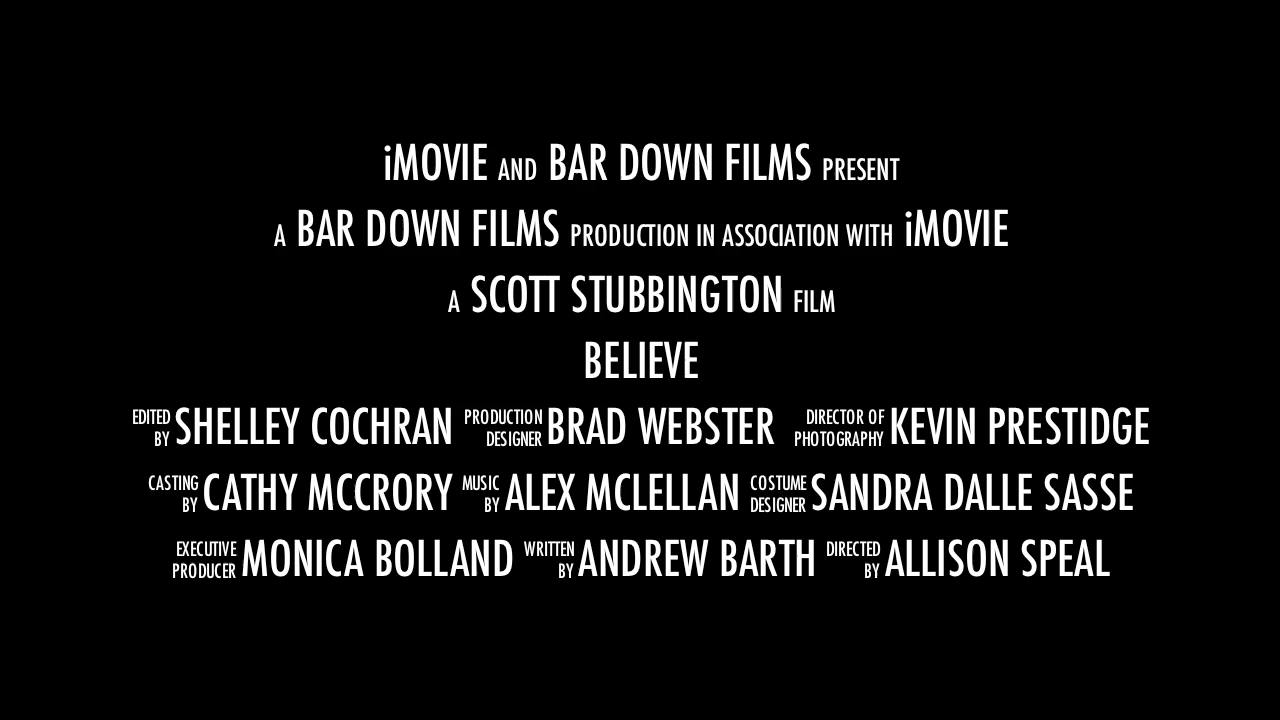 iMOVIE AND BAR DOWN FILMS PRESENT
A BAR DOWN FILMS PRODUCTION IN ASSOCIATION WITH iMOVIE
A SCOTT STUBBINGTON FILM
BELIEVE
EDITED BY SHELLEY COCHRAN PRODUCTION DESIGNER BRAD WEBSTER DIRECTOR OF PHOTOGRAPHY KEVIN PRESTIDGE
CASTING BY CATHY MCCRORY MUSIC BY ALEX MCLELLAN COSTUME DESIGNER SANDRA DALLE SASSE
EXECUTIVE PRODUCER MONICA BOLLAND WRITTEN BY ANDREW BARTH DIRECTED BY ALLISON SPEAL